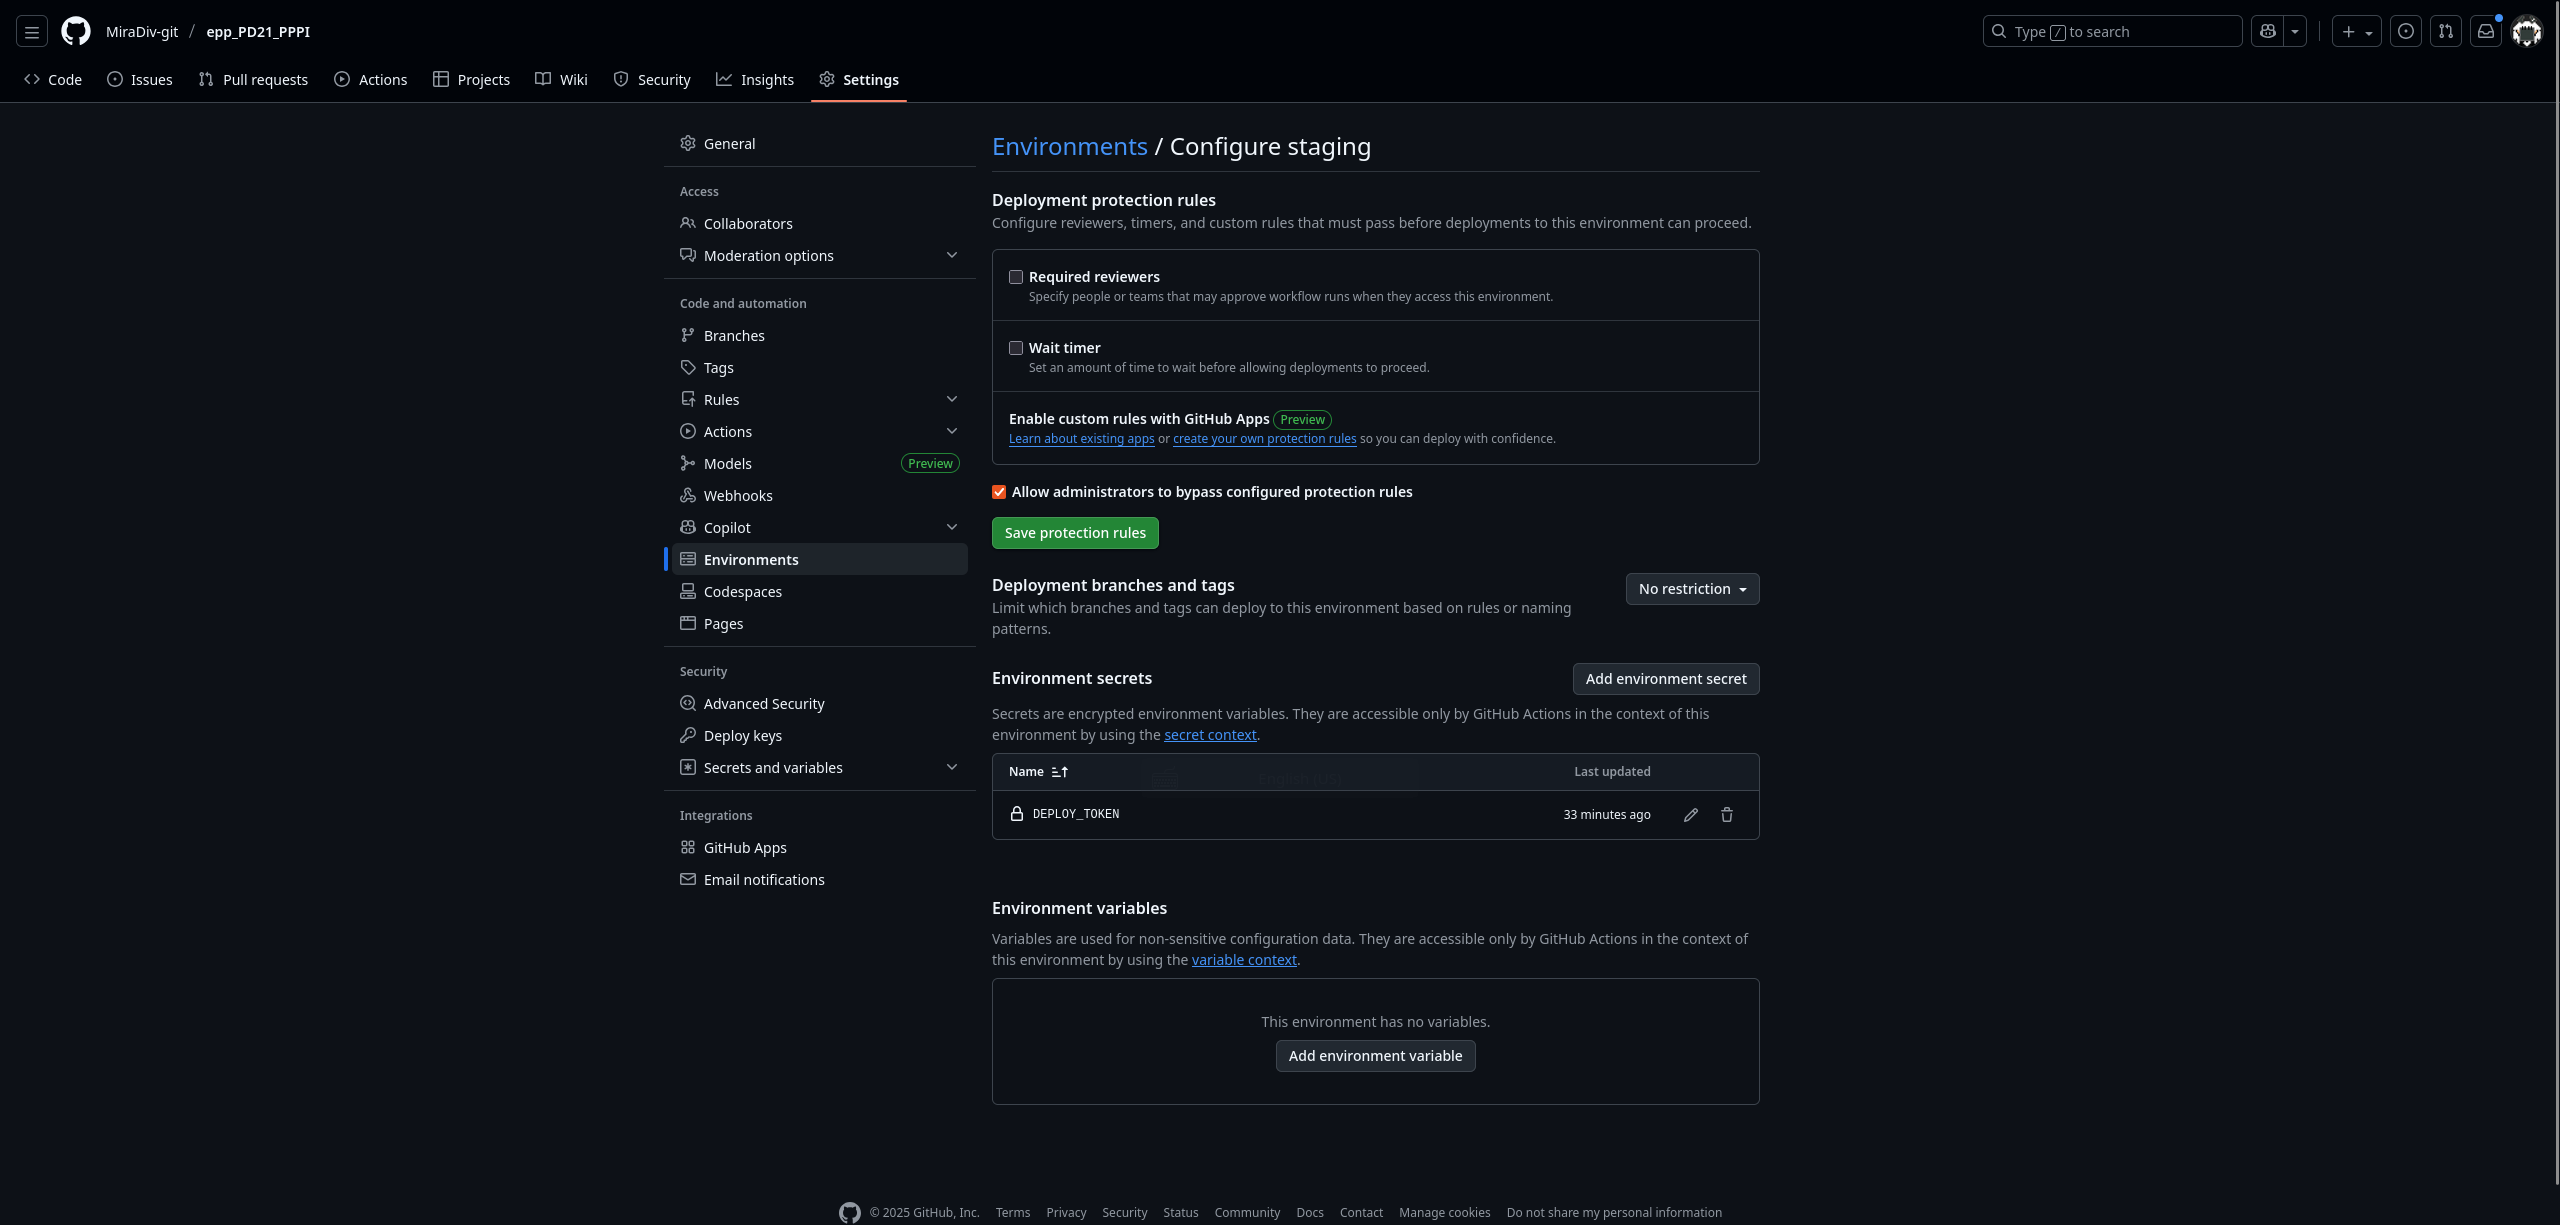 MiraDiv-git / epp_PD21_PPPI
Type / to search
Code Issues Pull requests Actions Projects Wiki Security Insights Settings
General
Access
Collaborators
Moderation options
Code and automation
Branches
Tags
Rules
Actions
Models Preview
Webhooks
Copilot
Environments
Codespaces
Pages
Security
Advanced Security
Deploy keys
Secrets and variables
Integrations
GitHub Apps
Email notifications
Environments / Configure staging
Deployment protection rules
Configure reviewers, timers, and custom rules that must pass before deployments to this environment can proceed.
Required reviewers
Specify people or teams that may approve workflow runs when they access this environment.
Wait timer
Set an amount of time to wait before allowing deployments to proceed.
Enable custom rules with GitHub Apps Preview
Learn about existing apps or create your own protection rules so you can deploy with confidence.
Allow administrators to bypass configured protection rules
Save protection rules
Deployment branches and tags
No restriction
Limit which branches and tags can deploy to this environment based on rules or naming
patterns.
Environment secrets
Add environment secret
Secrets are encrypted environment variables. They are accessible only by GitHub Actions in the context of this
environment by using the secret context.
Name Last updated
English (US)
DEPLOY_TOKEN 33 minutes ago
Environment variables
Variables are used for non-sensitive configuration data. They are accessible only by GitHub Actions in the context of
this environment by using the variable context.
This environment has no variables.
Add environment variable
© 2025 GitHub, Inc. Terms Privacy Security Status Community Docs Contact Manage cookies Do not share my personal information